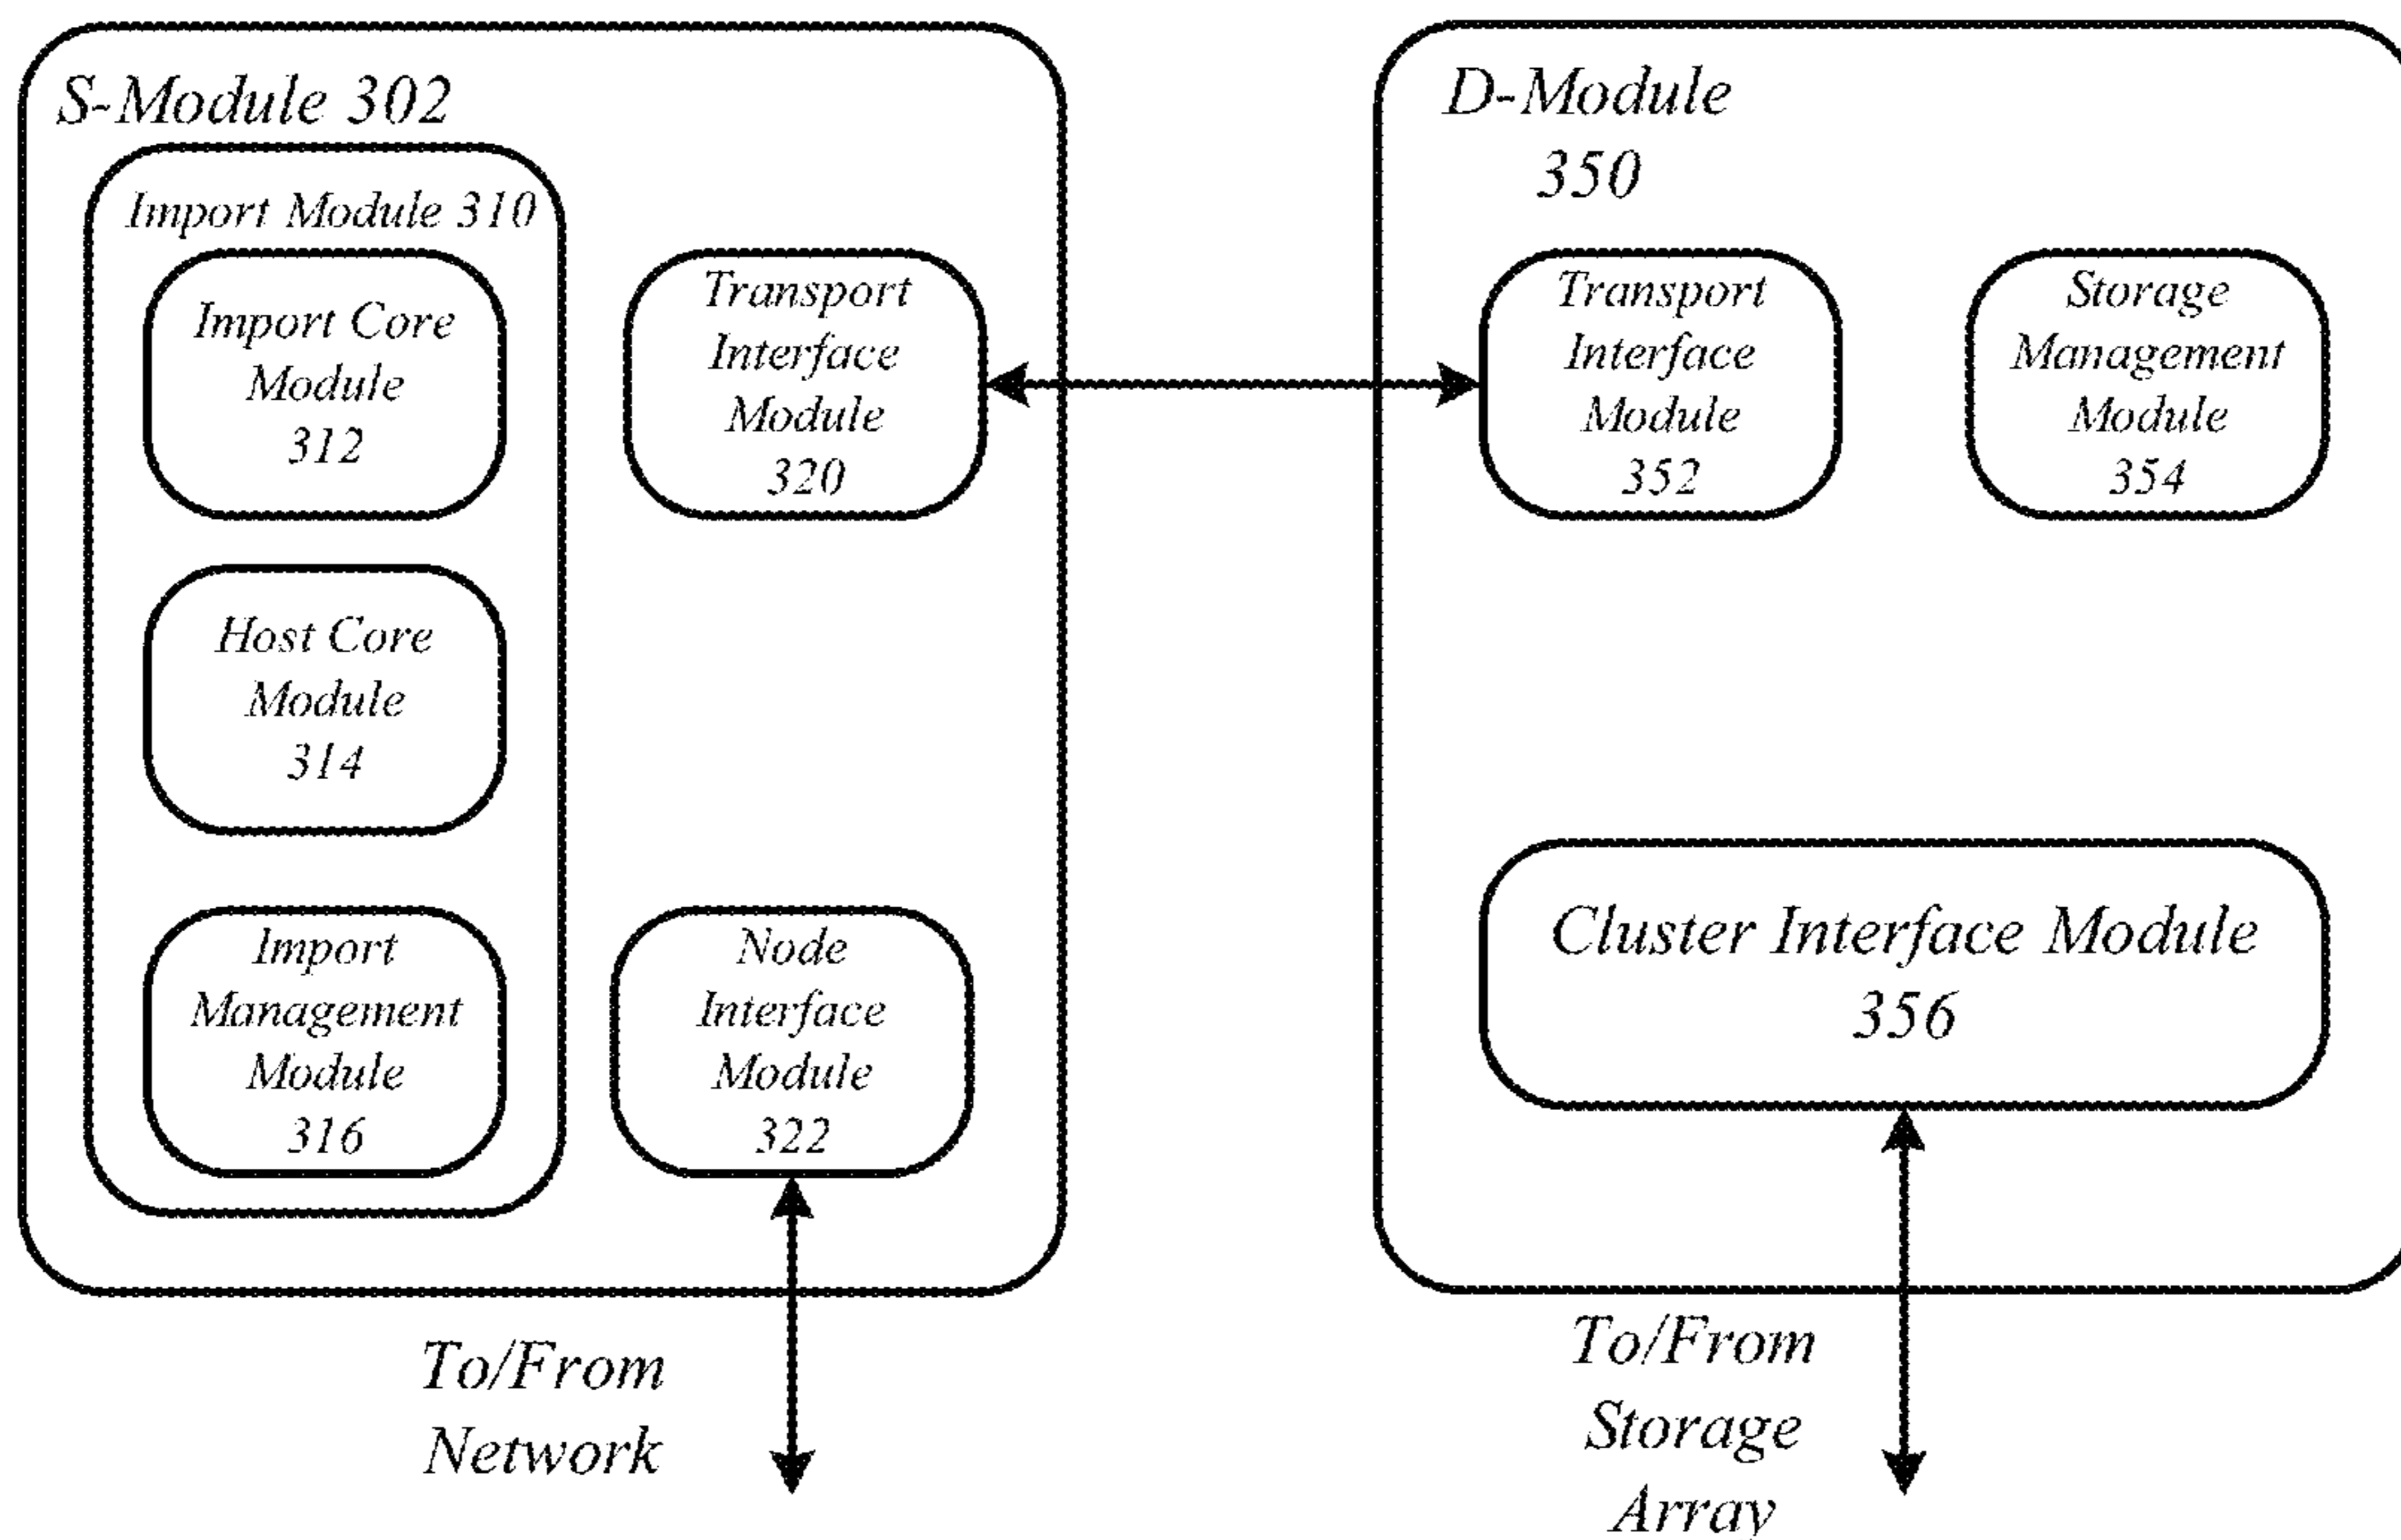 S-Module 302
Import Module 310
Import Core
Module
312
Host Core
Module
314
Import
Management
Module
316
Transport
Interface
Module
320
Node
Interface
Module
322
To/From
Network
D-Module
350
Transport
Interface
Module
352
Storage
Management
Module
354
Cluster Interface Module
356
To/From
Storage
Array